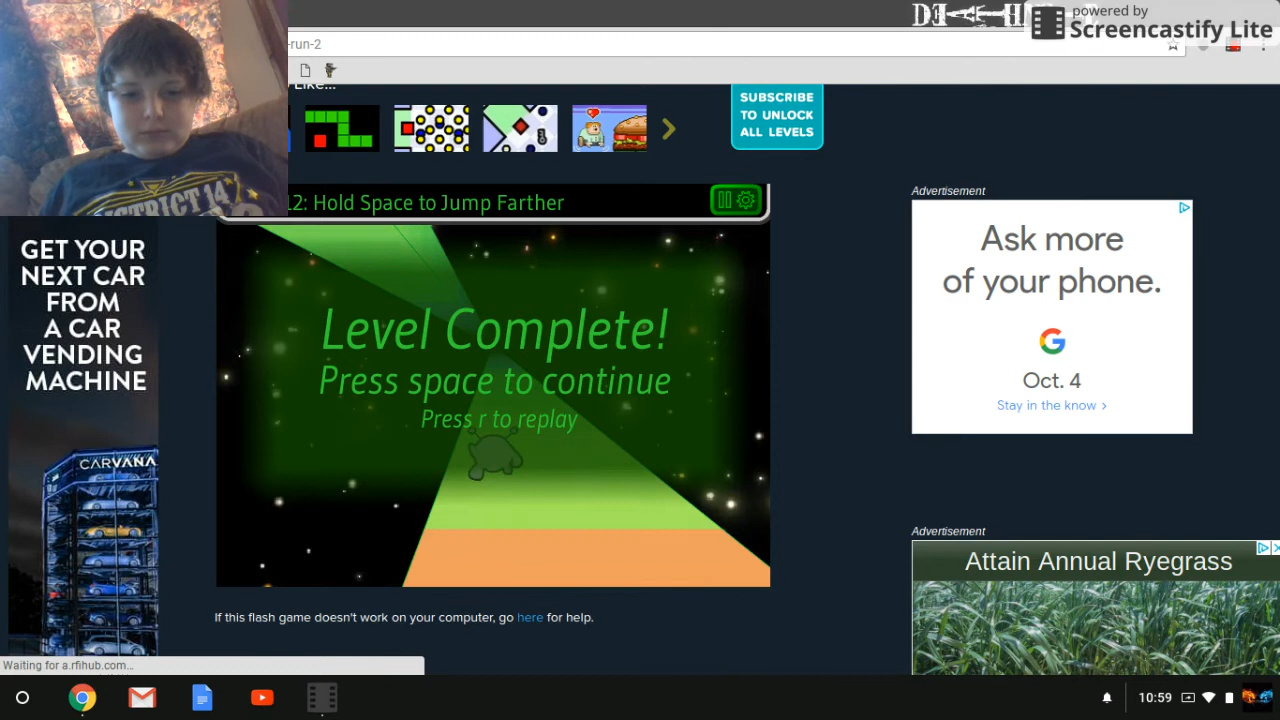 powered by
Screencastify Lite
-run-2
Like...
SUBSCRIBE
TO UNLOCK
ALL LEVELS
DISTRICT 14
12: Hold Space to Jump Farther
Level Complete!
Press space to continue
Press r to replay
GET YOUR
NEXT CAR
FROM
A CAR
VENDING
MACHINE
CARVANA
Advertisement
Ask more
of your phone.
Oct. 4
Stay in the know >
Advertisement
Attain Annual Ryegrass
If this flash game doesn't work on your computer, go here for help.
Waiting for a.rfihub.com...
10:59